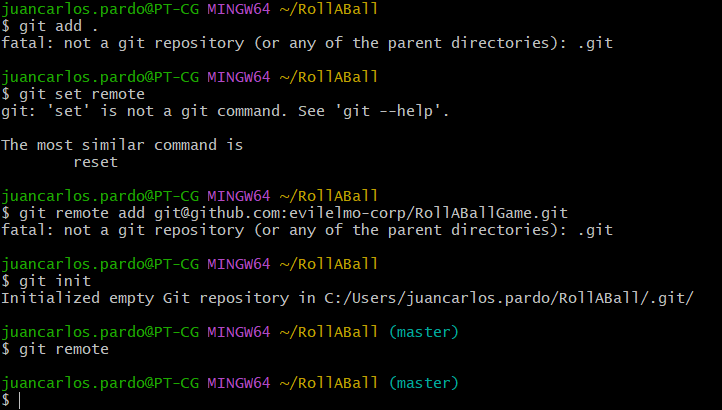 juancarlos.pardo@PT-CG MINGW64 ~/RollABall
$ git add .
fatal: not a git repository (or any of the parent directories): .git
juancarlos.pardo@PT-CG MINGW64 ~/RollABall
$ git set remote
git: 'set' is not a git command. See 'git --help'.
The most similar command is
reset
juancarlos.pardo@PT-CG MINGW64 ~/RollABall
$ git remote add git@github.com:evilelmo-corp/RollABallGame.git
fatal: not a git repository (or any of the parent directories): .git
juancarlos.pardo@PT-CG MINGW64 ~/RollABall
$ git init
Initialized empty Git repository in C:/Users/juancarlos.pardo/RollABall/.git/
juancarlos.pardo@PT-CG MINGW64 ~/RollABall (master)
$ git remote
juancarlos.pardo@PT-CG MINGW64 ~/RollABall (master)
$